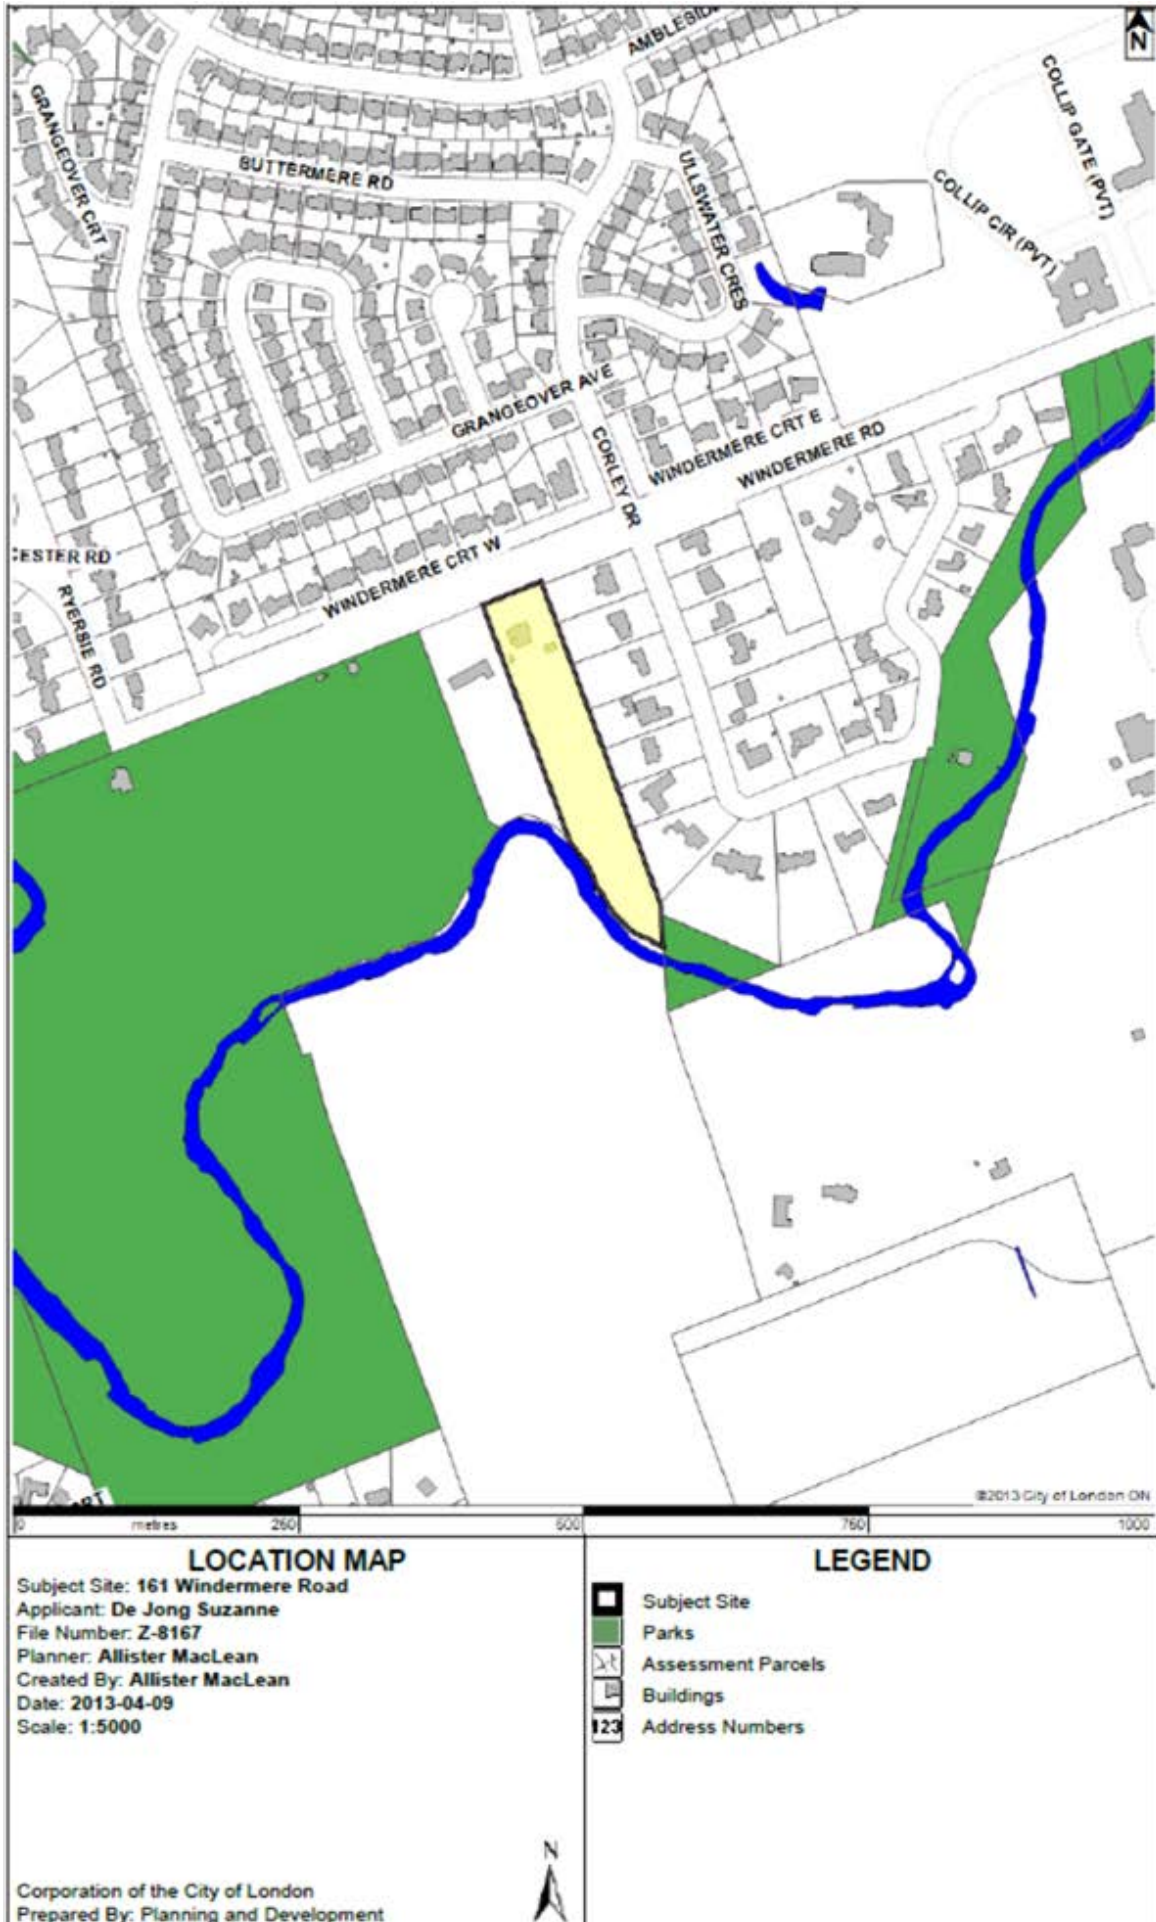 AMBLESID
N
GRANGEOVER CRT
COLLIP GATE (PVT)
BUTTERMERE RD
ULLSWATER CRES
COLLIP CIR (PVT)
GRANGEOVER AVE
CORLEY DR
WINDERMERE CRT E
WINDERMERE RD
CESTER RD
WINDERMERE CRT W
RYERSIE RD
CRT
©2013 City of London ON
0 metres 250 500 750 1000
LOCATION MAP
Subject Site: 161 Windermere Road
Applicant: De Jong Suzanne
File Number: Z-8167
Planner: Allister MacLean
Created By: Allister MacLean
Date: 2013-04-09
Scale: 1:5000
N
Corporation of the City of London
Prepared By: Planning and Development
LEGEND
Subject Site
Parks
Assessment Parcels
Buildings
123 Address Numbers